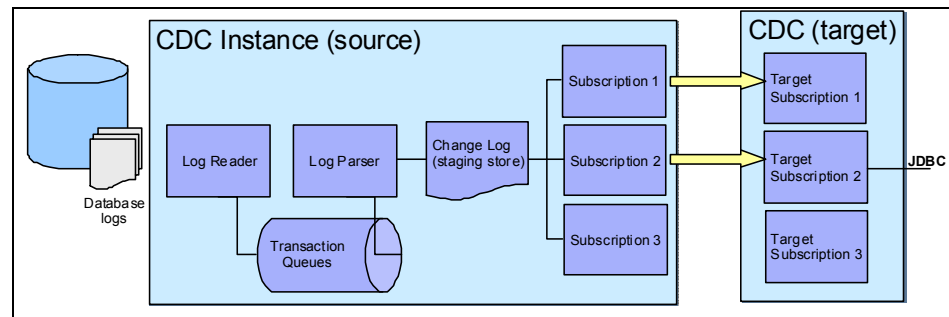 CDC Instance (source)
CDC (target)
Database
logs
Log Reader
Log Parser
Transaction
Queues
Change Log
(staging store)
Subscription 1
Subscription 2
Subscription 3
Target
Subscription 1
Target
Subscription 2
Target
Subscription 3
JDBC